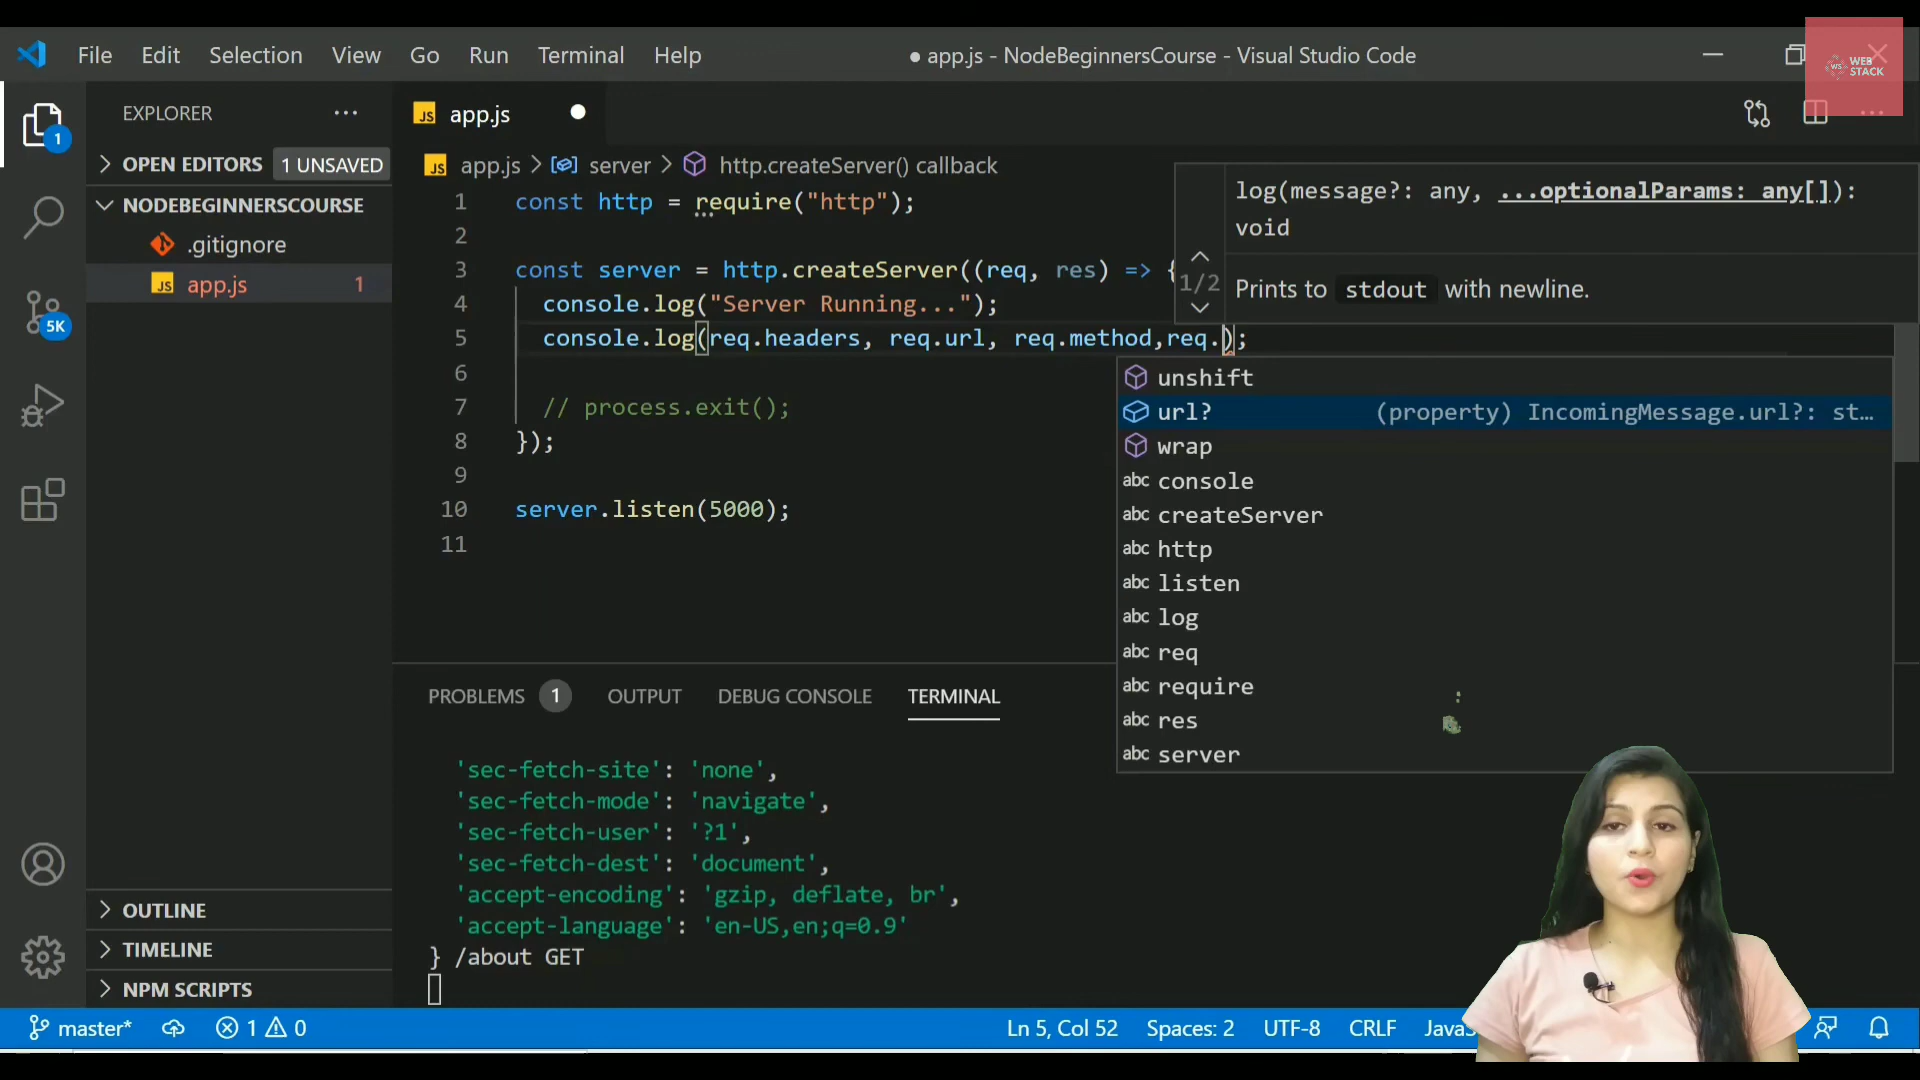 File Edit Selection View Go Run Terminal Help
● app.js - NodeBeginnersCourse - Visual Studio Code
WS WEB STACK
EXPLORER ...
OPEN EDITORS 1 UNSAVED
NODEBEGINNERSCOURSE
.gitignore
JS app.js 1
1
5K
OUTLINE
TIMELINE
NPM SCRIPTS
JS app.js ●
JS app.js > server > http.createServer() callback
1 const http = require("http");
2
3 const server = http.createServer((req, res) => {
4 console.log("Server Running...");
5 console.log(req.headers, req.url, req.method,req.);
6
7 // process.exit();
8 });
9
10 server.listen(5000);
11
1/2
log(message?: any, ...optionalParams: any[]):
void
Prints to stdout with newline.
unshift
url? (property) IncomingMessage.url?: st...
wrap
abc console
abc createServer
abc http
abc listen
abc log
abc req
abc require
abc res
abc server
PROBLEMS 1 OUTPUT DEBUG CONSOLE TERMINAL
'sec-fetch-site': 'none',
'sec-fetch-mode': 'navigate',
'sec-fetch-user': '?1',
'sec-fetch-dest': 'document',
'accept-encoding': 'gzip, deflate, br',
'accept-language': 'en-US,en;q=0.9'
} /about GET
master* 1 0 Ln 5, Col 52 Spaces: 2 UTF-8 CRLF JavaS